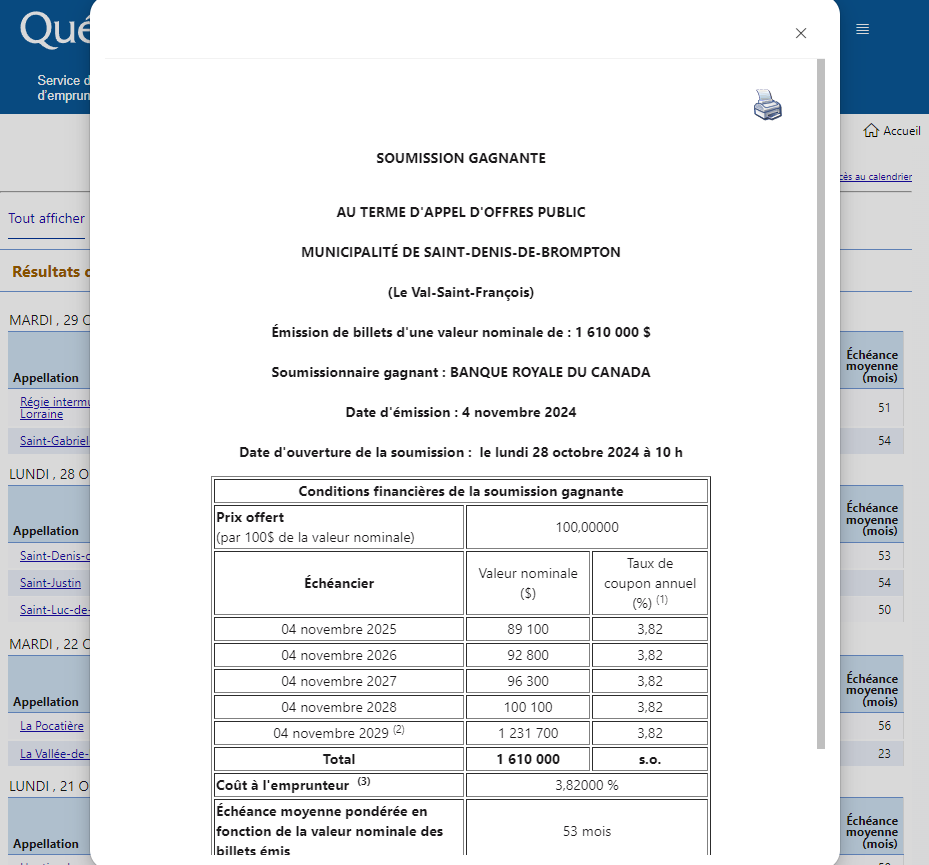 Qué
Service d
d'emprun
Accueil
cès au calendrier
Tout afficher
Résultats d
MARDI , 29 O
Appellation
Échéance
moyenne
(mois)
Régie intermu
Lorraine
51
Saint-Gabriel
54
LUNDI , 28 O
Appellation
Échéance
moyenne
(mois)
Saint-Denis-d
53
Saint-Justin
54
Saint-Luc-de-
50
MARDI , 22 O
Appellation
Échéance
moyenne
(mois)
La Pocatière
56
La Vallée-de-
23
LUNDI , 21 O
Appellation
Échéance
moyenne
(mois)
SOUMISSION GAGNANTE
AU TERME D'APPEL D'OFFRES PUBLIC
MUNICIPALITÉ DE SAINT-DENIS-DE-BROMPTON
(Le Val-Saint-François)
Émission de billets d'une valeur nominale de : 1 610 000 $
Soumissionnaire gagnant : BANQUE ROYALE DU CANADA
Date d'émission : 4 novembre 2024
Date d'ouverture de la soumission : le lundi 28 octobre 2024 à 10 h
Conditions financières de la soumission gagnante
Prix offert
(par 100$ de la valeur nominale)
100,00000
Échéancier
Valeur nominale
($)
Taux de
coupon annuel
(%) (1)
04 novembre 2025 89 100 3,82
04 novembre 2026 92 800 3,82
04 novembre 2027 96 300 3,82
04 novembre 2028 100 100 3,82
04 novembre 2029 (2) 1 231 700 3,82
Total 1 610 000 s.o.
Coût à l'emprunteur (3) 3,82000 %
Échéance moyenne pondérée en
fonction de la valeur nominale des
billets émis
53 mois